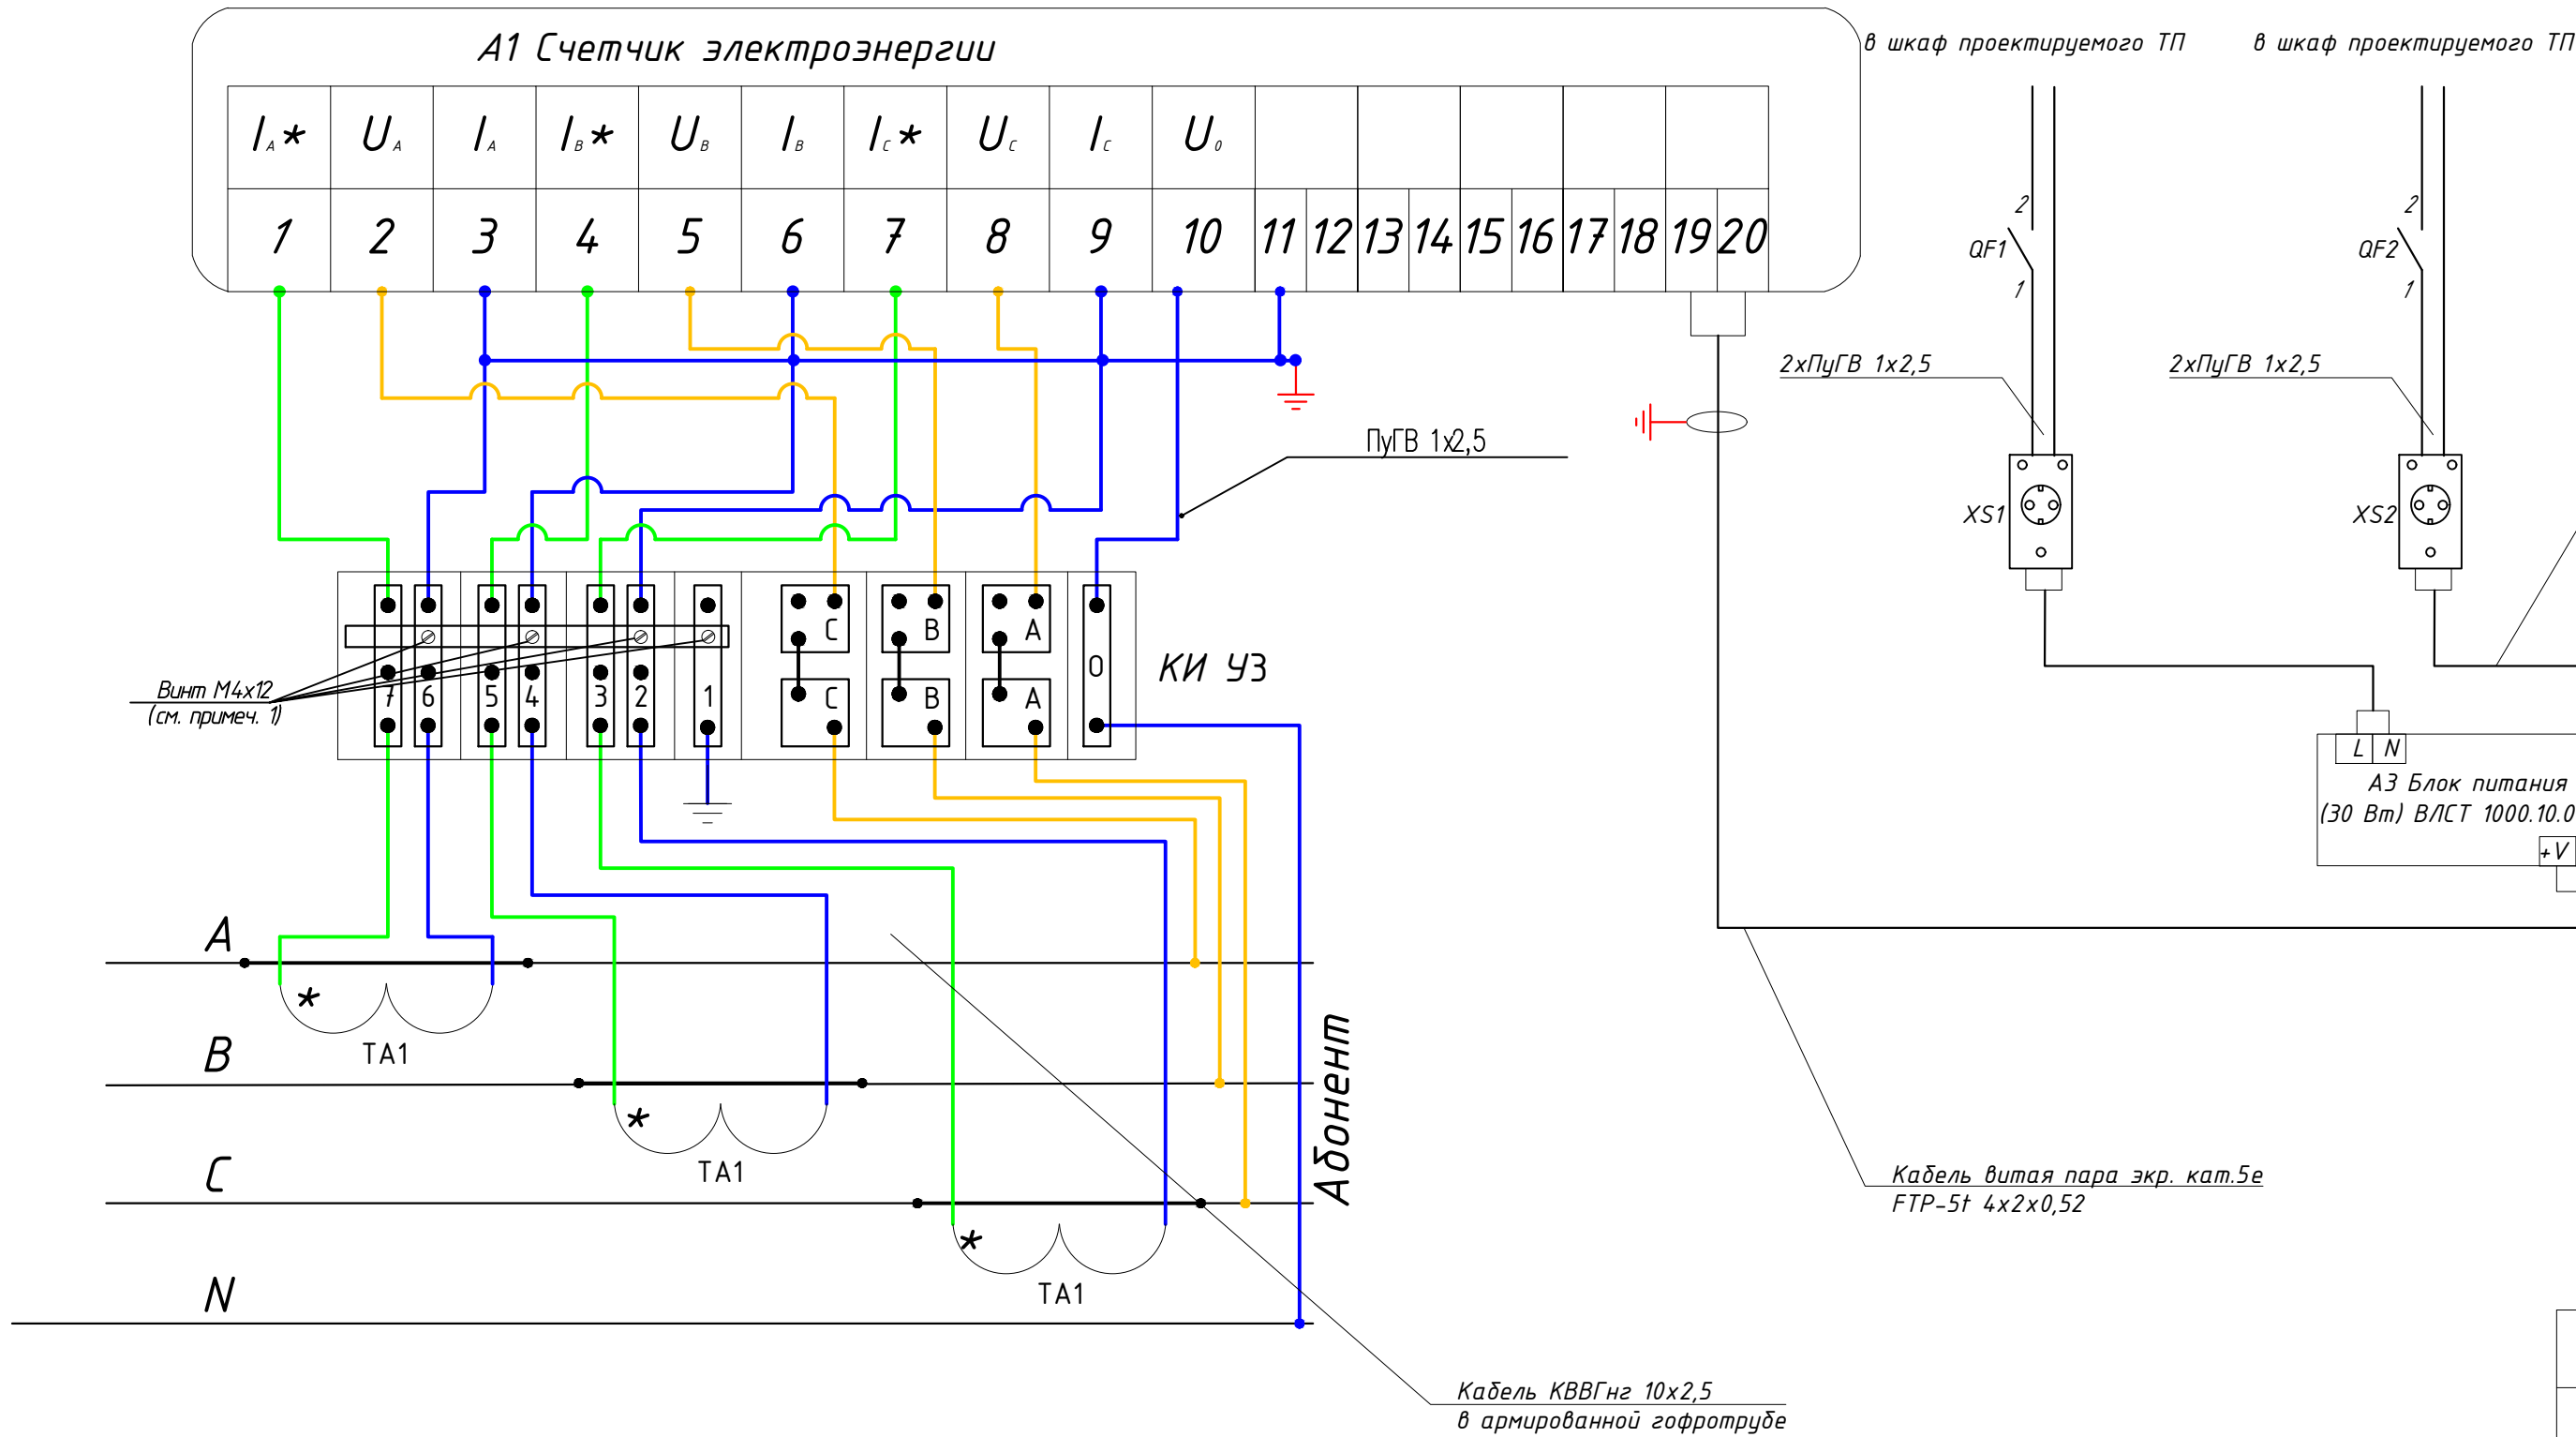 А1 Счетчик электроэнергии
в шкаф проектируемого ТП
в шкаф проектируемого ТП
IA* UA IA IB* UB IB IC* UC IC U0
1 2 3 4 5 6 7 8 9 10 11 12 13 14 15 16 17 18 19 20
2
QF1
1
2
QF2
1
2хПуГВ 1х2,5
2хПуГВ 1х2,5
ПуГВ 1х2,5
XS1
XS2
C B A
0
КИ УЗ
Винт М4х12
(см. примеч. 1)
7 6 5 4 3 2 1
C B A
L N
А3 Блок питания
(30 Вт) ВЛСТ 1000.10.0
+V
A
*
TA1
B
*
TA1
C
*
TA1
N
Абонент
Кабель витая пара экр. кат.5е
FTP-5t 4х2х0,52
Кабель КВВГнг 10х2,5
в армированной гофротрубе